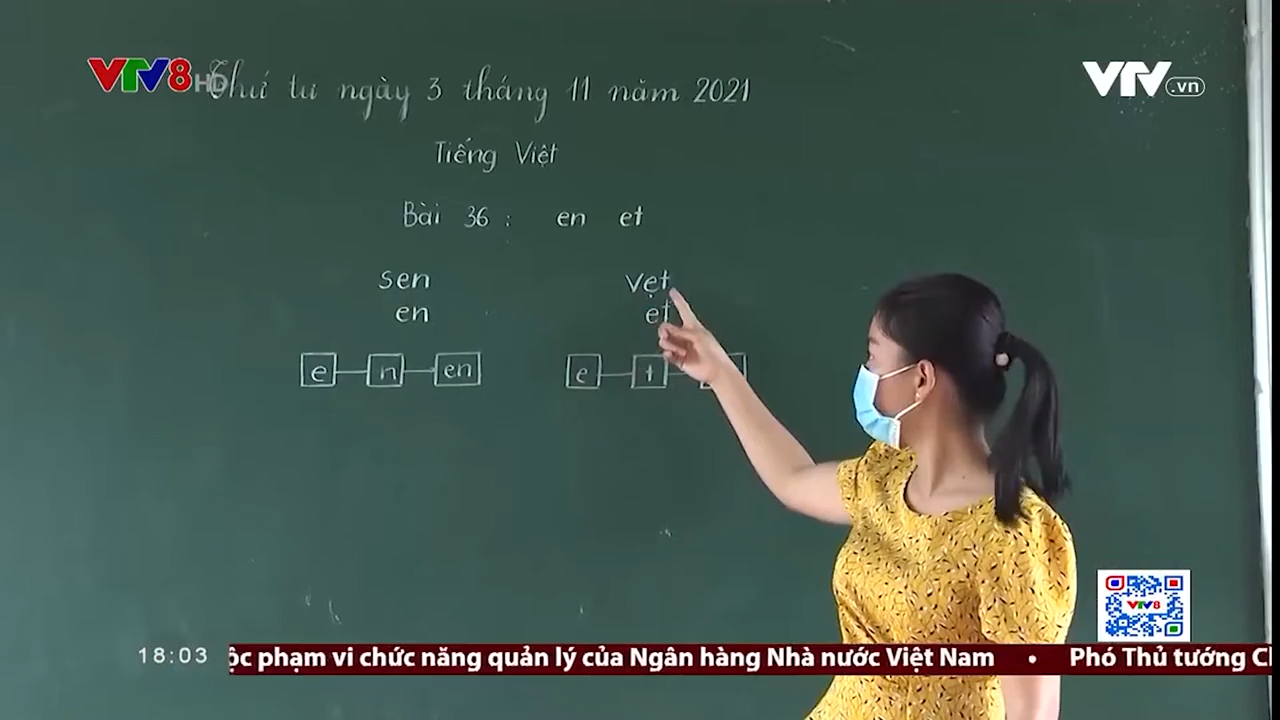 VTV8 HD
VTV.vn
Thứ tư ngày 3 tháng 11 năm 2021
Tiếng Việt
Bài 36 : en et
sen vẹt
en et
e n en e t
VTV8
18:03 phạm vi chức năng quản lý của Ngân hàng Nhà nước Việt Nam • Phó Thủ tướng